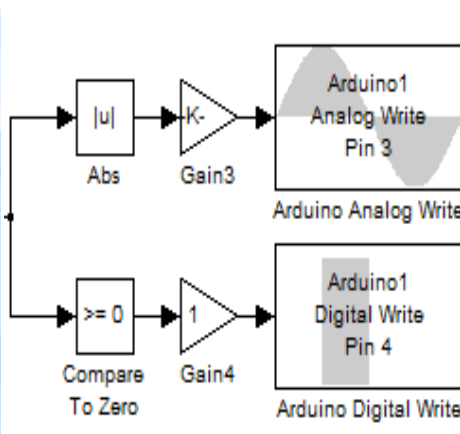 |u|
Abs
-K-
Gain3
Arduino1
Analog Write
Pin 3
Arduino Analog Write
>= 0
Compare
To Zero
1
Gain4
Arduino1
Digital Write
Pin 4
Arduino Digital Write